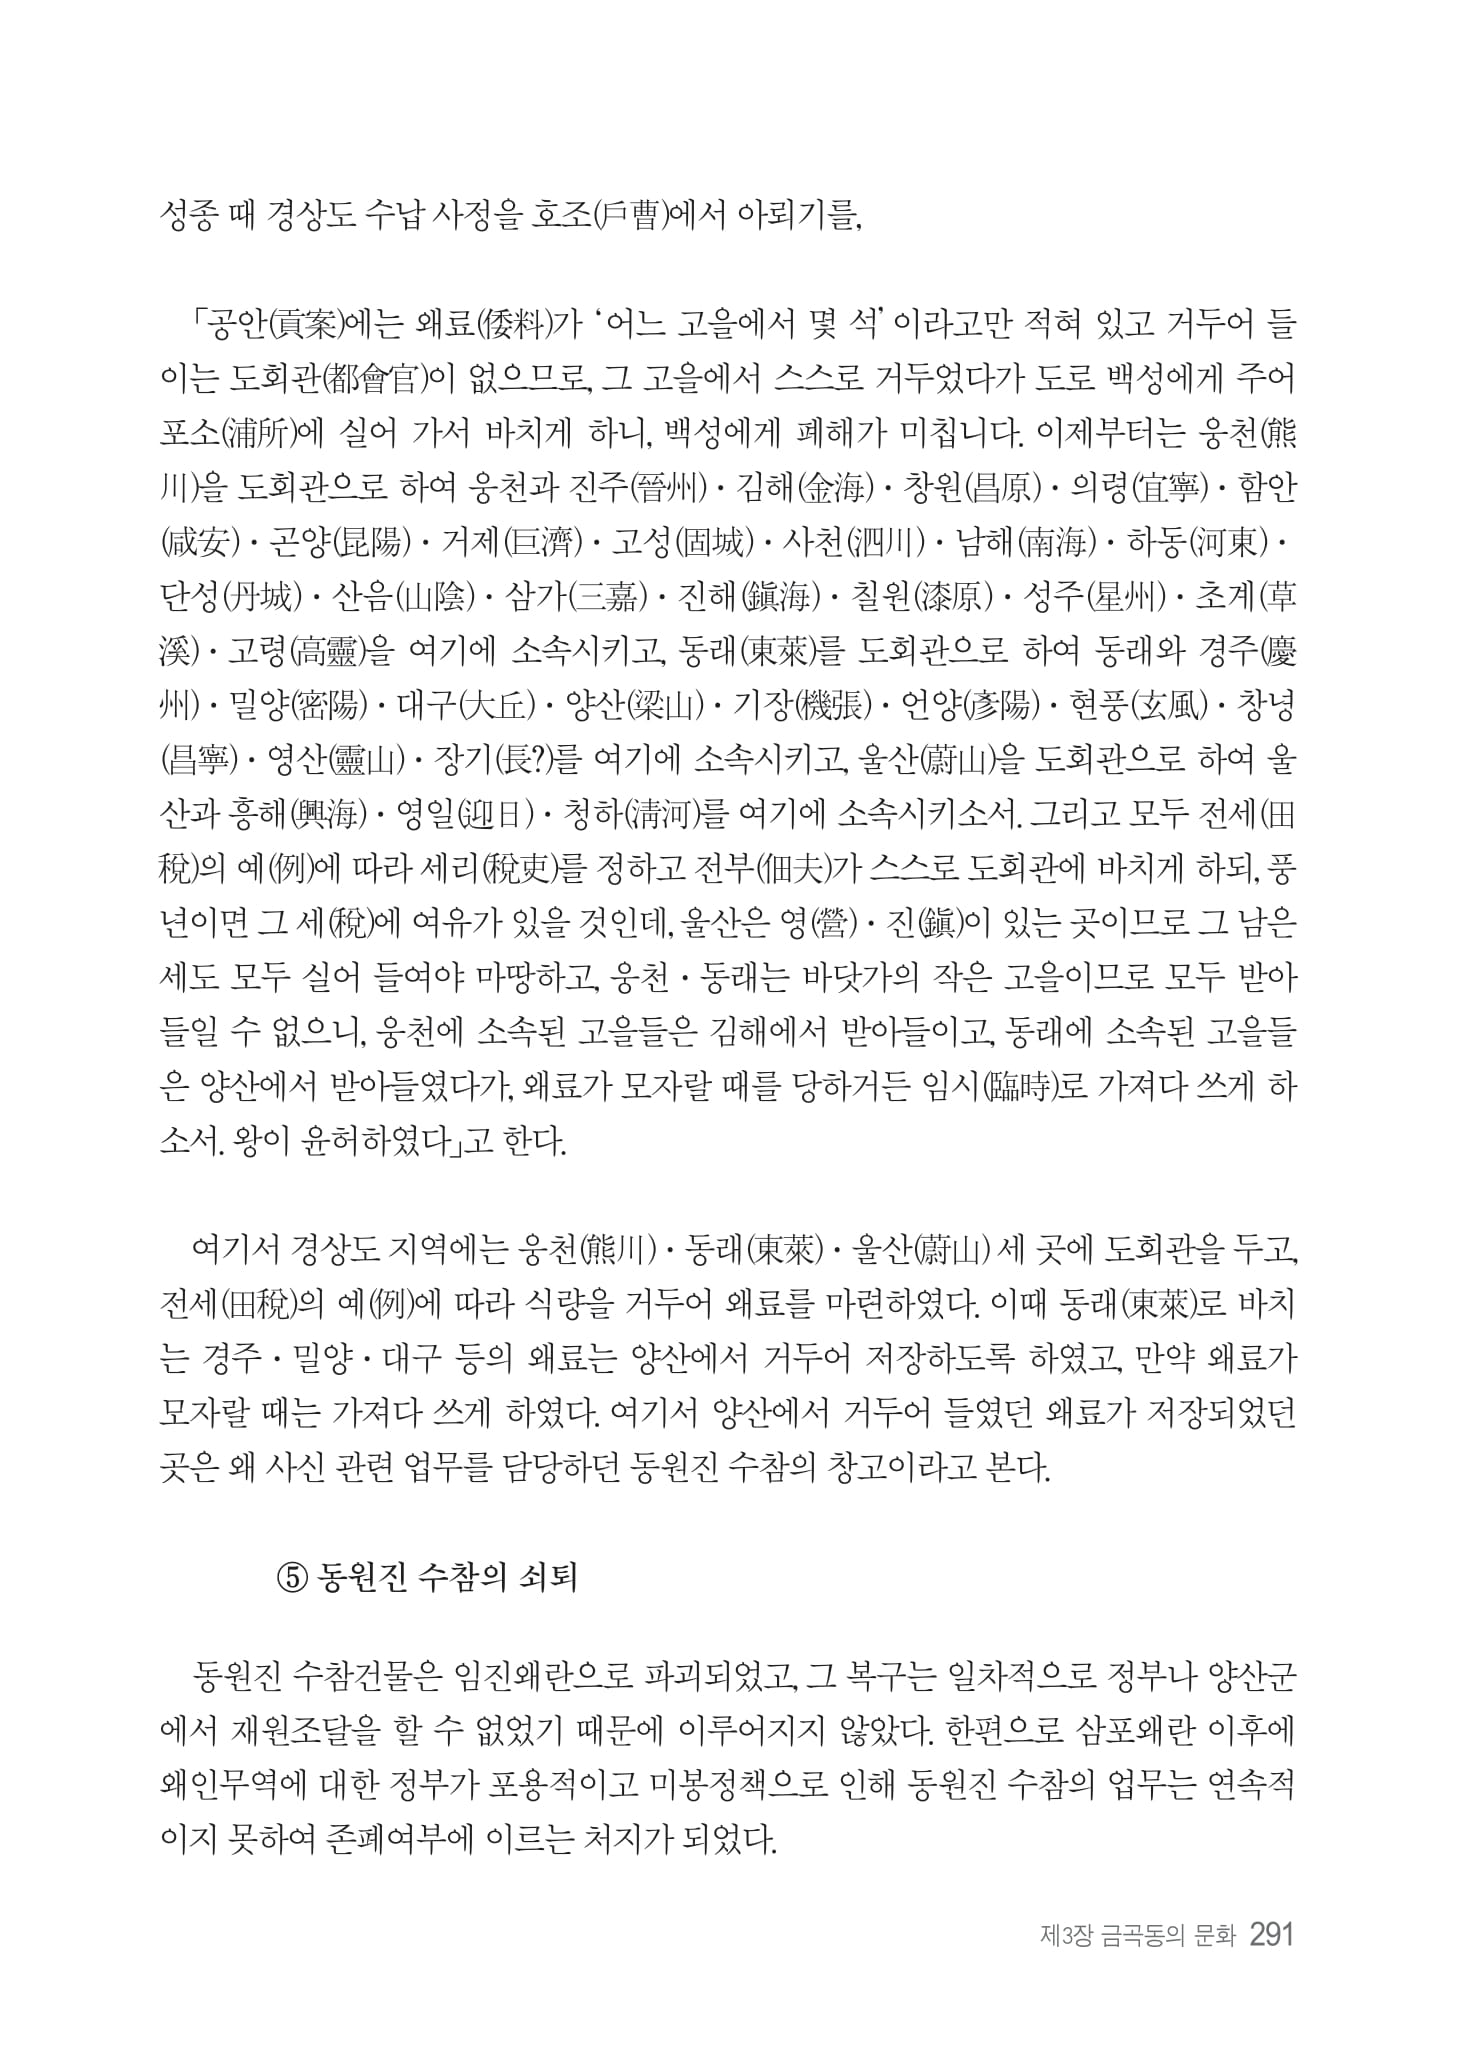 성종 때 경상도 수납 사정을 호조(戶曹)에서 아뢰기를,
「공안(貢案)에는 왜료(倭料)가 ‘어느 고을에서 몇 석’ 이라고만 적혀 있고 거두어 들
이는 도회관(都會官)이 없으므로, 그 고을에서 스스로 거두었다가 도로 백성에게 주어
포소(浦所)에 실어 가서 바치게 하니, 백성에게 폐해가 미칩니다. 이제부터는 웅천(熊
川)을 도회관으로 하여 웅천과 진주(晉州)·김해(金海)·창원(昌原)·의령(宜寧)·함안
(咸安)·곤양(昆陽)·거제(巨濟)·고성(固城)·사천(泗川)·남해(南海)·하동(河東)·
단성(丹城)·산음(山陰)·삼가(三嘉)·진해(鎭海)·칠원(漆原)·성주(星州)·초계(草
溪)·고령(高靈)을 여기에 소속시키고, 동래(東萊)를 도회관으로 하여 동래와 경주(慶
州)·밀양(密陽)·대구(大丘)·양산(梁山)·기장(機張)·언양(彥陽)·현풍(玄風)·창녕
(昌寧)·영산(靈山)·장기(長?)를 여기에 소속시키고, 울산(蔚山)을 도회관으로 하여 울
산과 흥해(興海)·영일(迎日)·청하(淸河)를 여기에 소속시키소서. 그리고 모두 전세(田
稅)의 예(例)에 따라 세리(稅吏)를 정하고 전부(佃夫)가 스스로 도회관에 바치게 하되, 풍
년이면 그 세(稅)에 여유가 있을 것인데, 울산은 영(營)·진(鎭)이 있는 곳이므로 그 남은
세도 모두 실어 들여야 마땅하고, 웅천·동래는 바닷가의 작은 고을이므로 모두 받아
들일 수 없으니, 웅천에 소속된 고을들은 김해에서 받아들이고, 동래에 소속된 고을들
은 양산에서 받아들였다가, 왜료가 모자랄 때를 당하거든 임시(臨時)로 가져다 쓰게 하
소서. 왕이 윤허하였다」고 한다.
여기서 경상도 지역에는 웅천(熊川)·동래(東萊)·울산(蔚山) 세 곳에 도회관을 두고,
전세(田稅)의 예(例)에 따라 식량을 거두어 왜료를 마련하였다. 이때 동래(東萊)로 바치
는 경주·밀양·대구 등의 왜료는 양산에서 거두어 저장하도록 하였고, 만약 왜료가
모자랄 때는 가져다 쓰게 하였다. 여기서 양산에서 거두어 들였던 왜료가 저장되었던
곳은 왜 사신 관련 업무를 담당하던 동원진 수참의 창고이라고 본다.
⑤ 동원진 수참의 쇠퇴
동원진 수참건물은 임진왜란으로 파괴되었고, 그 복구는 일차적으로 정부나 양산군
에서 재원조달을 할 수 없었기 때문에 이루어지지 않았다. 한편으로 삼포왜란 이후에
왜인무역에 대한 정부가 포용적이고 미봉정책으로 인해 동원진 수참의 업무는 연속적
이지 못하여 존폐여부에 이르는 처지가 되었다.
제3장 금곡동의 문화 291